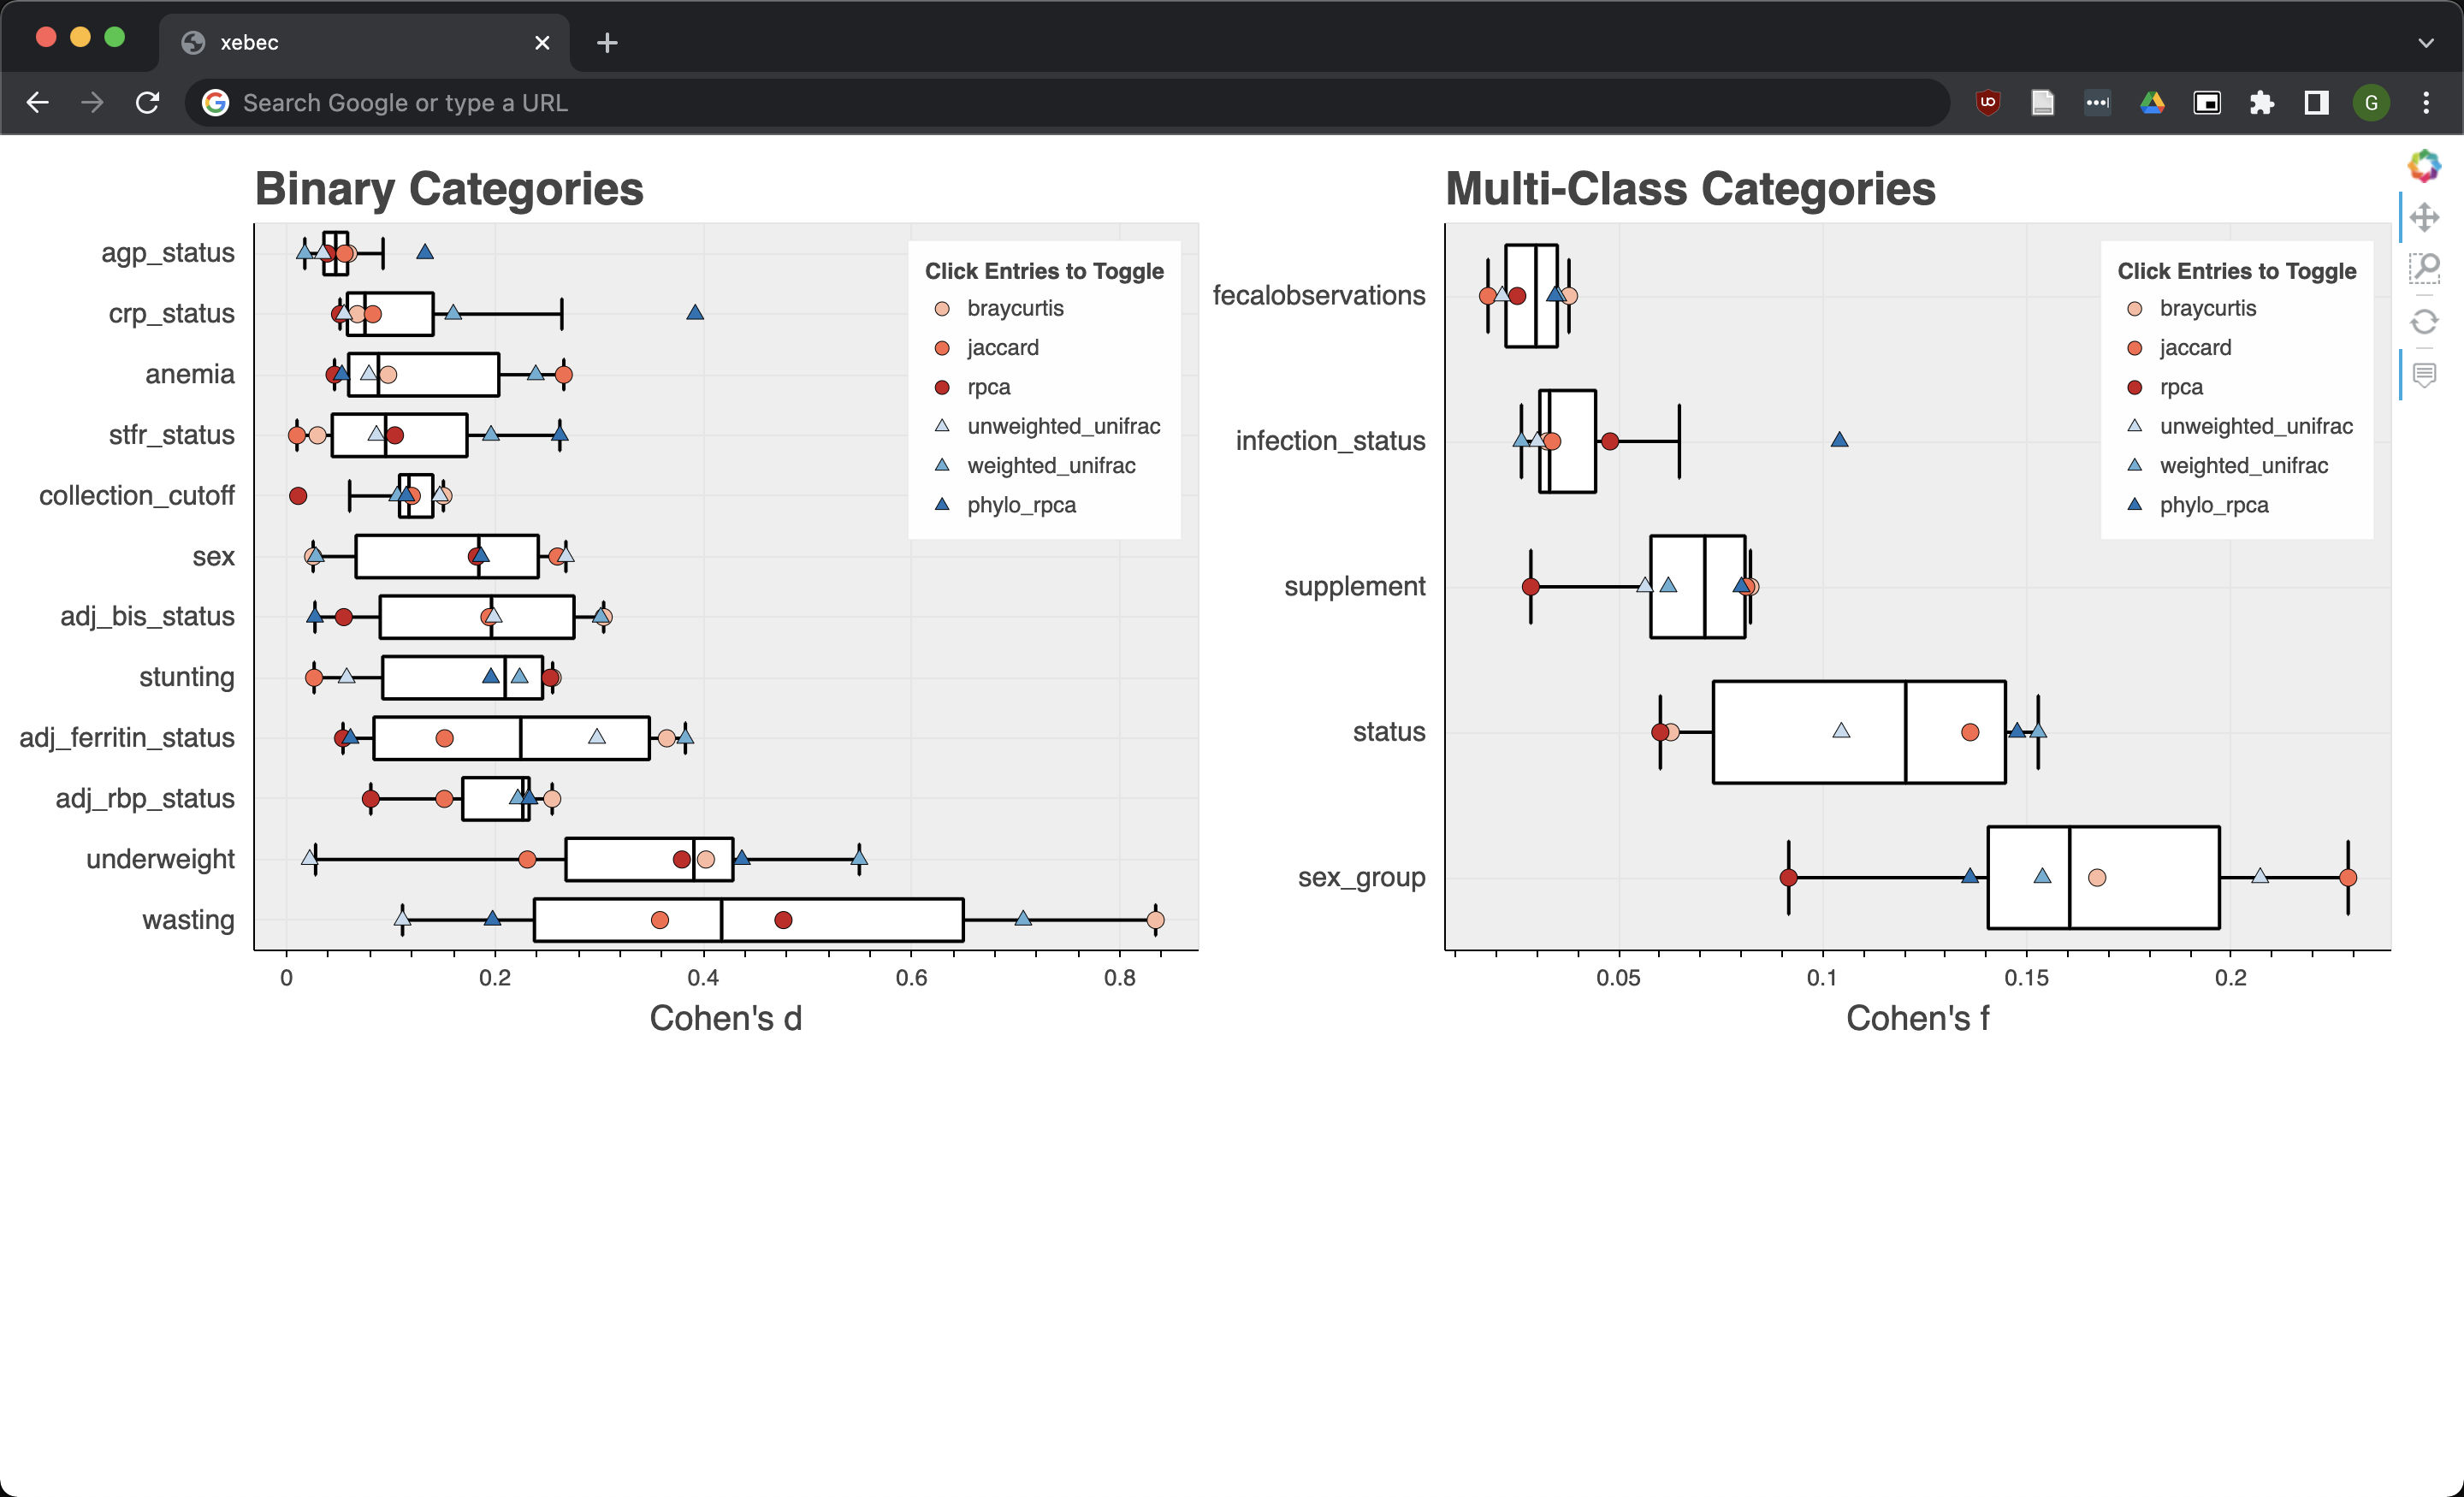 xebec
Search Google or type a URL
G
Binary Categories
agp_status
crp_status
anemia
stfr_status
collection_cutoff
sex
adj_bis_status
stunting
adj_ferritin_status
adj_rbp_status
underweight
wasting
Click Entries to Toggle
braycurtis
jaccard
rpca
unweighted_unifrac
weighted_unifrac
phylo_rpca
0 0.2 0.4 0.6 0.8
Cohen's d
Multi-Class Categories
fecalobservations
infection_status
supplement
status
sex_group
Click Entries to Toggle
braycurtis
jaccard
rpca
unweighted_unifrac
weighted_unifrac
phylo_rpca
0.05 0.1 0.15 0.2
Cohen's f